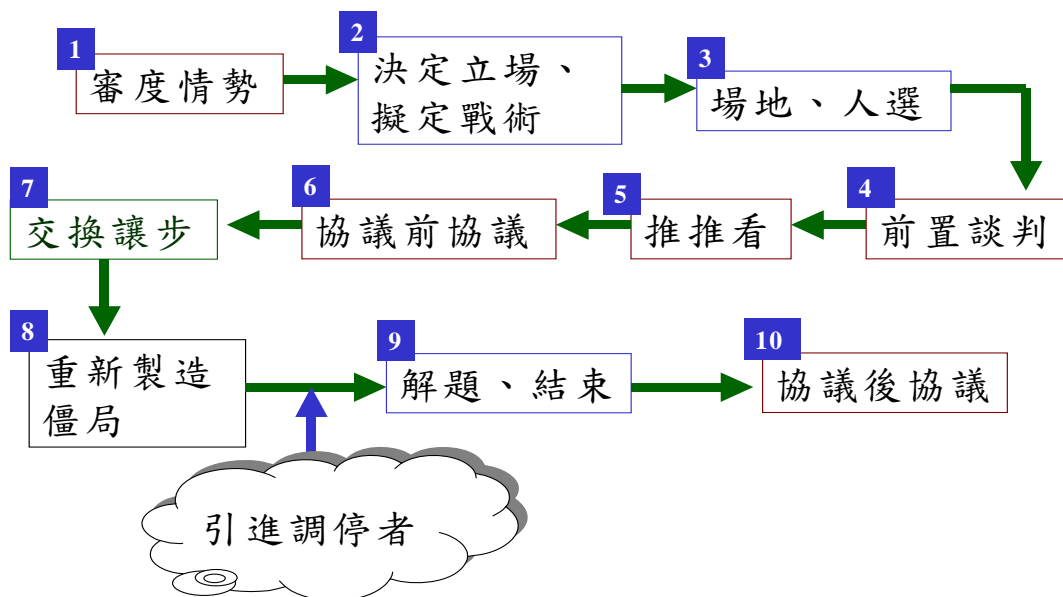 1
審度情勢
2
決定立場、
擬定戰術
3
場地、人選
4
前置談判
5
推推看
6
協議前協議
7
交換讓步
8
重新製造
僵局
9
解題、結束
10
協議後協議
引進調停者